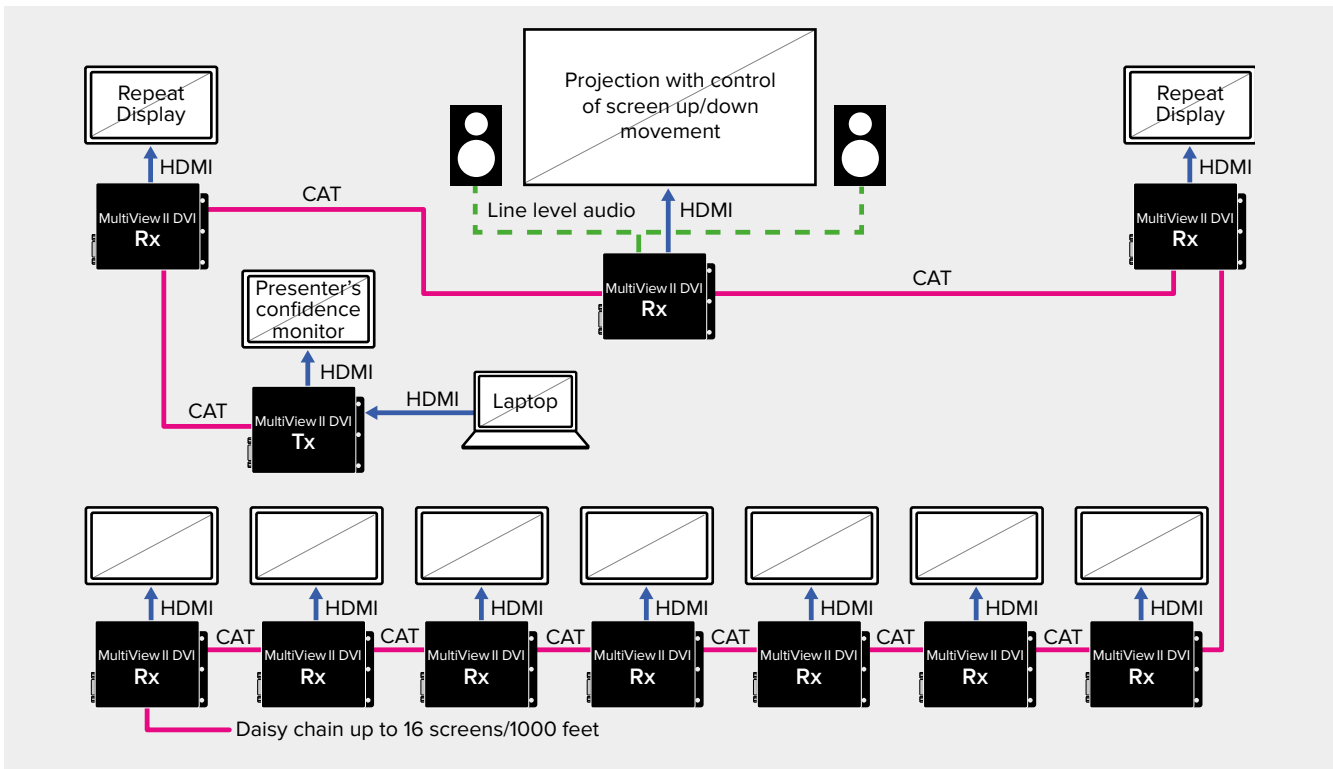 Repeat
Display
HDMI
MultiView II DVI
Rx
CAT
Projection with control
of screen up/down
movement
Line level audio
HDMI
MultiView II DVI
Rx
CAT
Repeat
Display
HDMI
MultiView II DVI
Rx
Presenter's
confidence
monitor
HDMI
CAT
MultiView II DVI
Tx
HDMI
Laptop
HDMI
HDMI
HDMI
HDMI
HDMI
HDMI
HDMI
CAT
CAT
CAT
CAT
CAT
CAT
MultiView II DVI
Rx
MultiView II DVI
Rx
MultiView II DVI
Rx
MultiView II DVI
Rx
MultiView II DVI
Rx
MultiView II DVI
Rx
MultiView II DVI
Rx
Daisy chain up to 16 screens/1000 feet